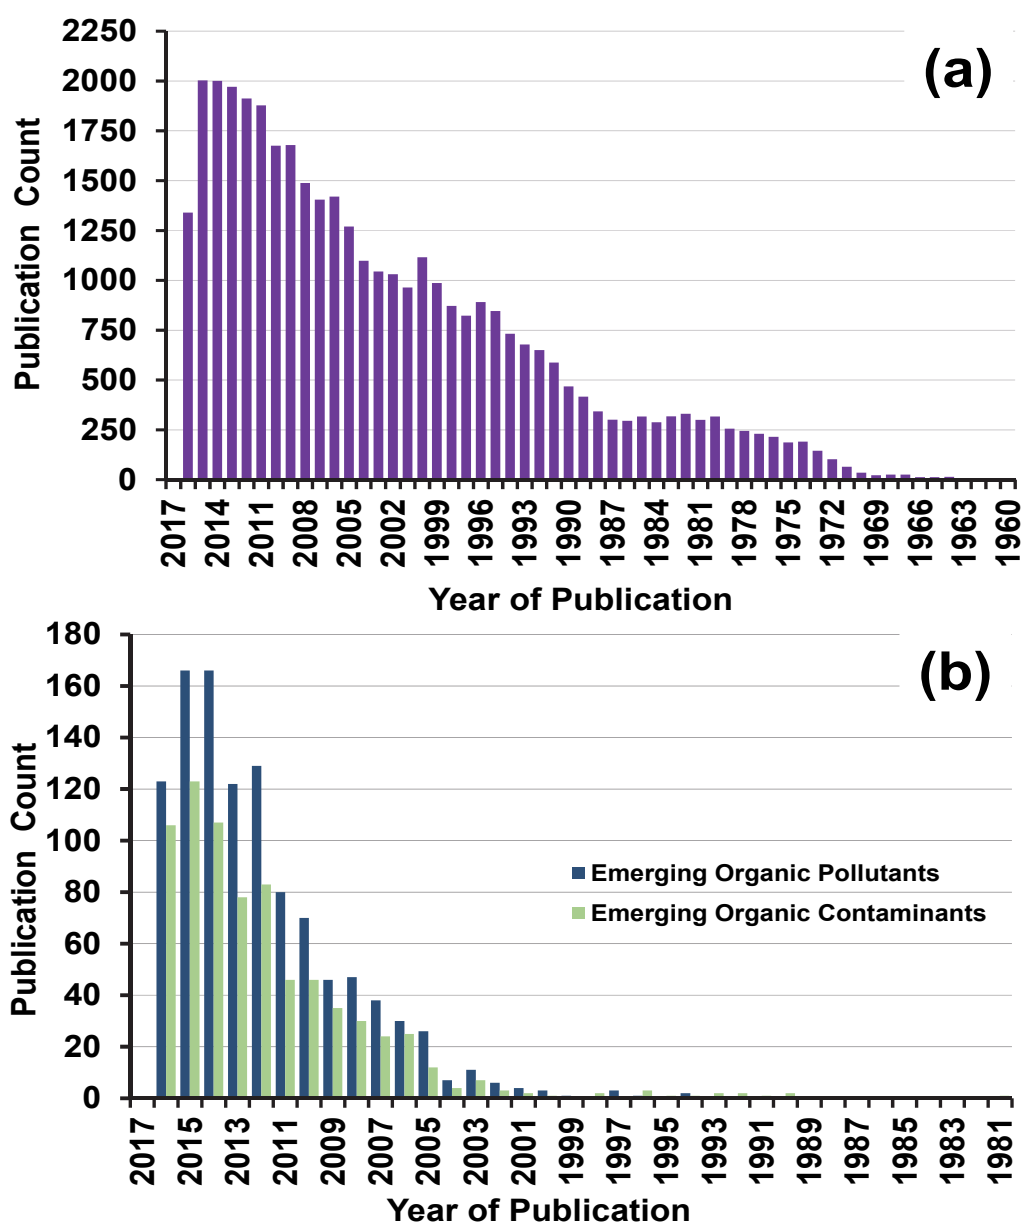 (a)
Publication Count
2250
2000
1750
1500
1250
1000
750
500
250
0
2017 2014 2011 2008 2005 2002 1999 1996 1993 1990 1987 1984 1981 1978 1975 1972 1969 1966 1963 1960
Year of Publication
(b)
Publication Count
180
160
140
120
100
80
60
40
20
0
Emerging Organic Pollutants
Emerging Organic Contaminants
2017 2015 2013 2011 2009 2007 2005 2003 2001 1999 1997 1995 1993 1991 1989 1987 1985 1983 1981
Year of Publication